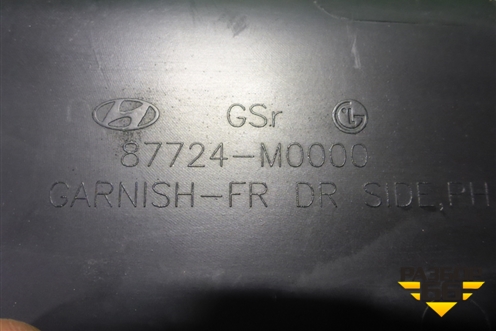 GSr
87724-M0000
GARNISH-FR DR SIDE,PH